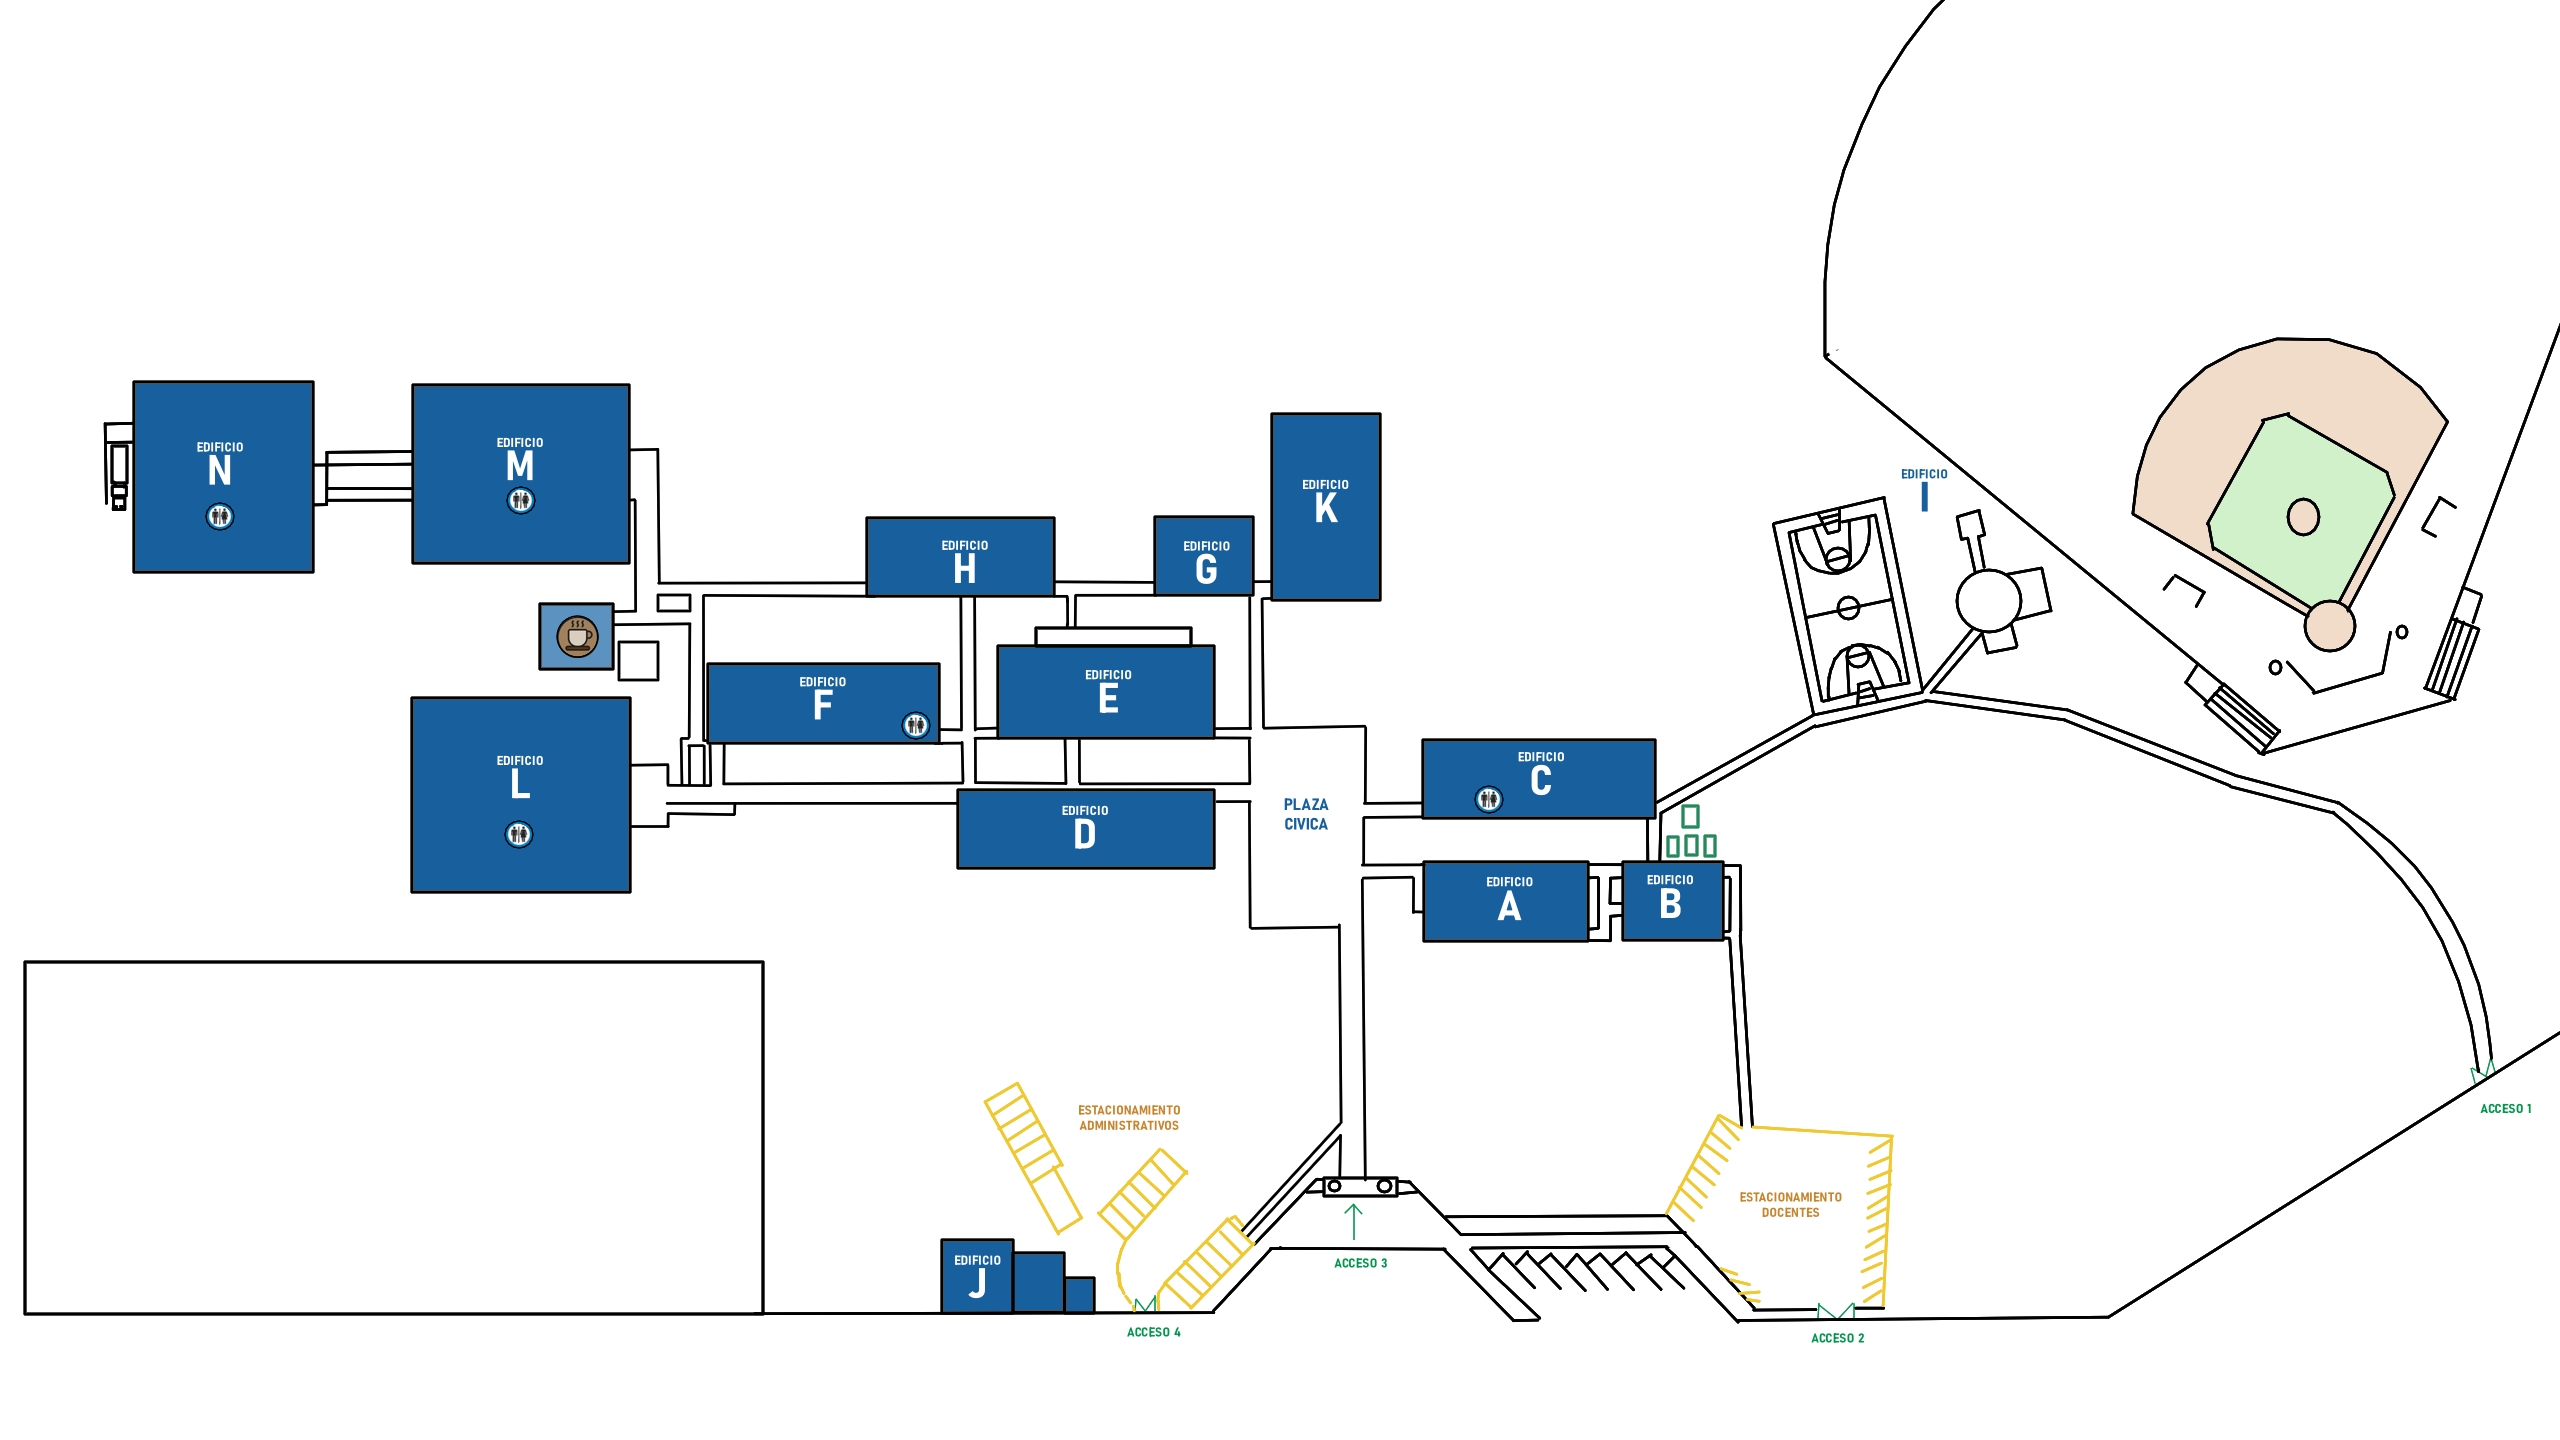 EDIFICIO
N
EDIFICIO
M
EDIFICIO
K
EDIFICIO
I
EDIFICIO
H
EDIFICIO
G
EDIFICIO
F
EDIFICIO
E
EDIFICIO
L
EDIFICIO
D
PLAZA
CIVICA
EDIFICIO
C
EDIFICIO
A
EDIFICIO
B
ESTACIONAMIENTO
ADMINISTRATIVOS
ACCESO 1
ESTACIONAMIENTO
DOCENTES
EDIFICIO
J
ACCESO 3
ACCESO 4
ACCESO 2